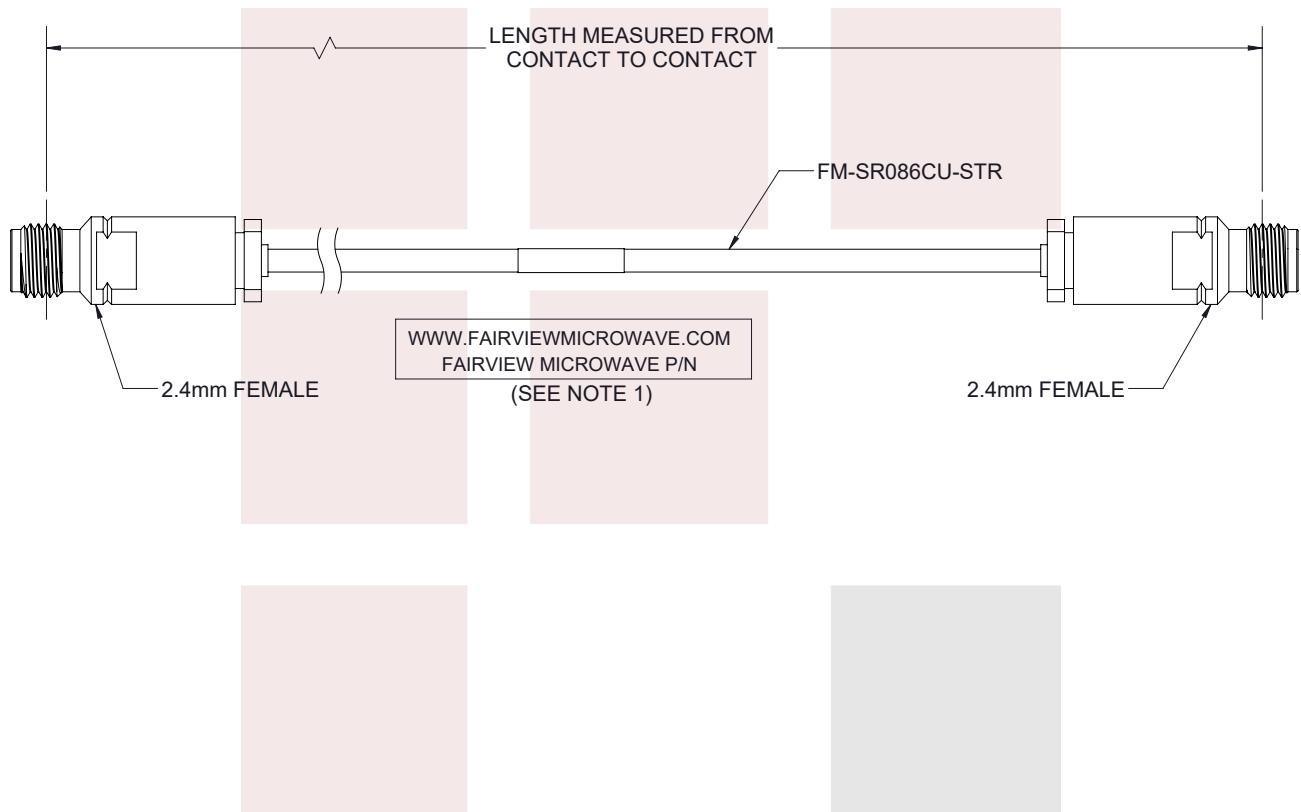 LENGTH MEASURED FROM
CONTACT TO CONTACT
FM-SR086CU-STR
WWW.FAIRVIEWMICROWAVE.COM
FAIRVIEW MICROWAVE P/N
(SEE NOTE 1)
2.4mm FEMALE
2.4mm FEMALE